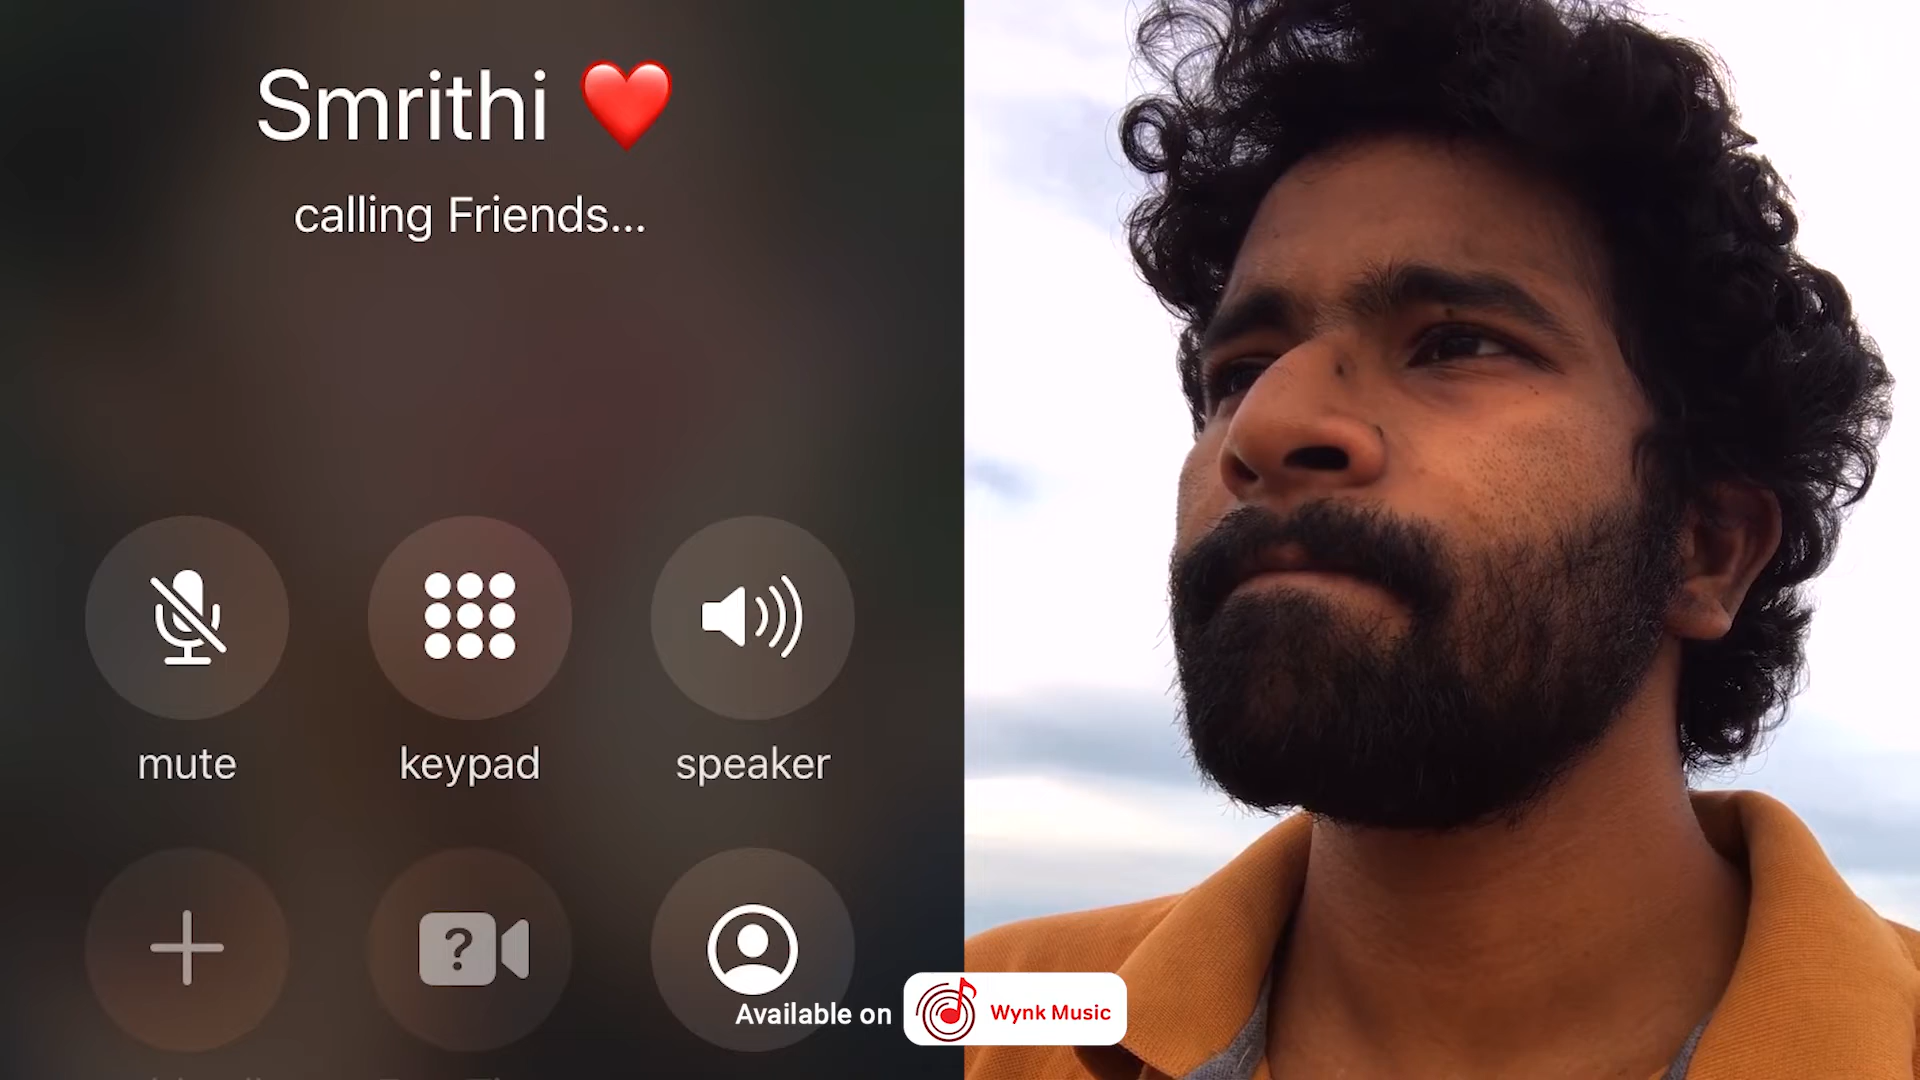 Smrithi ❤️
calling Friends...
mute
keypad
speaker
?
Available on
Wynk Music